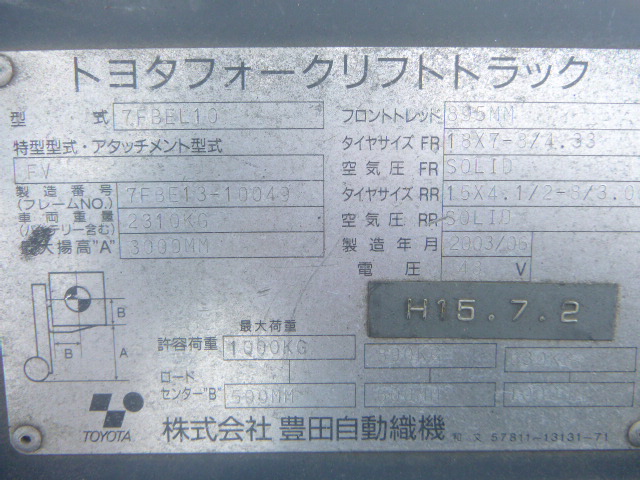 トヨタフォークリフトトラック
型式 7FBEL10 フロントトレッド 895MM
特型型式・アタッチメント型式 タイヤサイズ FR 18X7-8/4.33
FV 空気圧 FR SOLID
製造番号 (フレームNO.) 7FBE13-10049 タイヤサイズ RR 15X4.1/2-8/3.0
車両重量 (バッテリー含む) 2310KG 空気圧 RR SOLID
最大揚高"A" 3000MM 製造年月 2003/06
電圧 V
H15.7.2
B
B
A
最大荷重
許容荷重 1000KG
ロード
センター"B" 500MM
TOYOTA 株式会社 豊田自動織機 和文 57811-13131-71